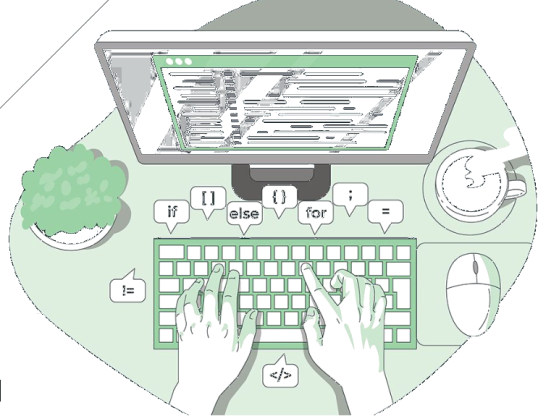 [ ]
{ }
;
if
else
for
=
!=
</>